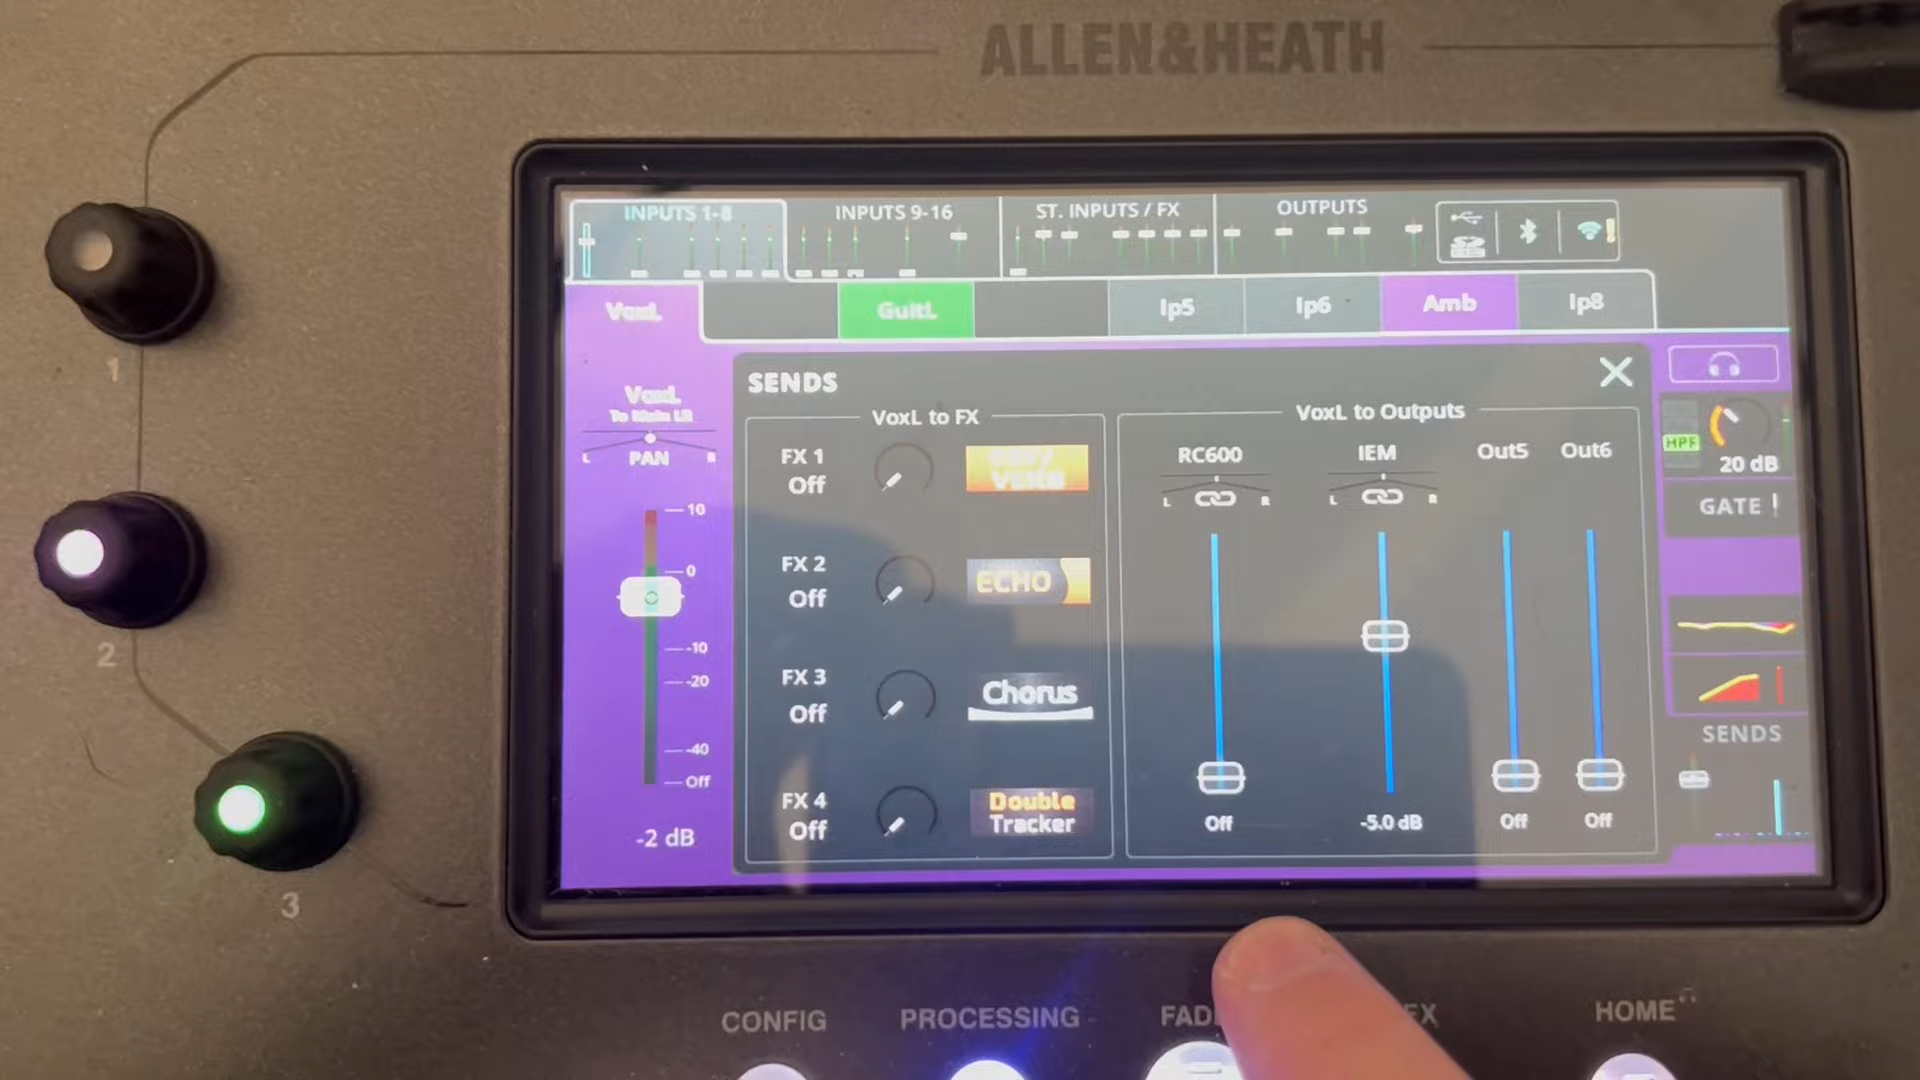 ALLEN&HEATH
INPUTS 1-8
INPUTS 9-16
ST. INPUTS / FX
OUTPUTS
VoxL
GuitL
Ip5
Ip6
Amb
Ip8
VoxL
To Main LR
L PAN R
10
0
-10
-20
-40
Off
-2 dB
SENDS
VoxL to FX
FX 1
Off
FX 2
Off
ECHO
FX 3
Off
Chorus
FX 4
Off
Double
Tracker
VoxL to Outputs
RC600
IEM
Out5
Out6
L R
L R
Off
-5.0 dB
Off
Off
HPF
20 dB
GATE
SENDS
1
2
3
CONFIG
PROCESSING
HOME